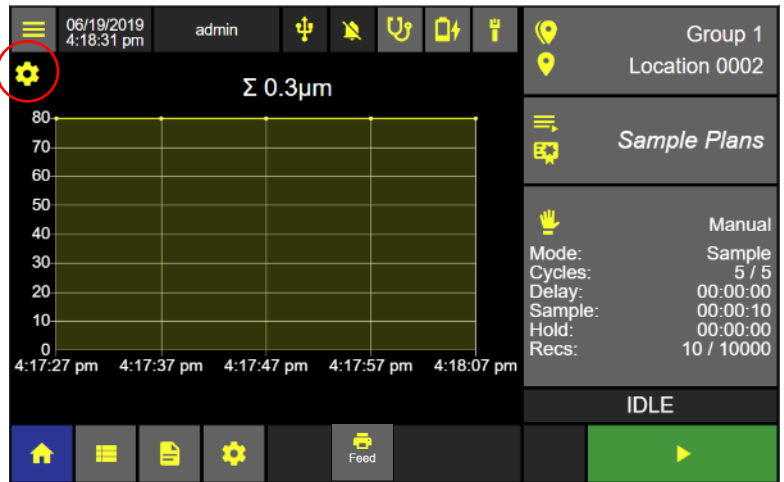 06/19/2019
4:18:31 pm
admin
Group 1
Location 0002
Σ 0.3μm
80
70
60
50
40
30
20
10
0
4:17:27 pm 4:17:37 pm 4:17:47 pm 4:17:57 pm 4:18:07 pm
Sample Plans
Manual
Mode: Sample
Cycles: 5 / 5
Delay: 00:00:00
Sample: 00:00:10
Hold: 00:00:00
Recs: 10 / 10000
IDLE
Feed